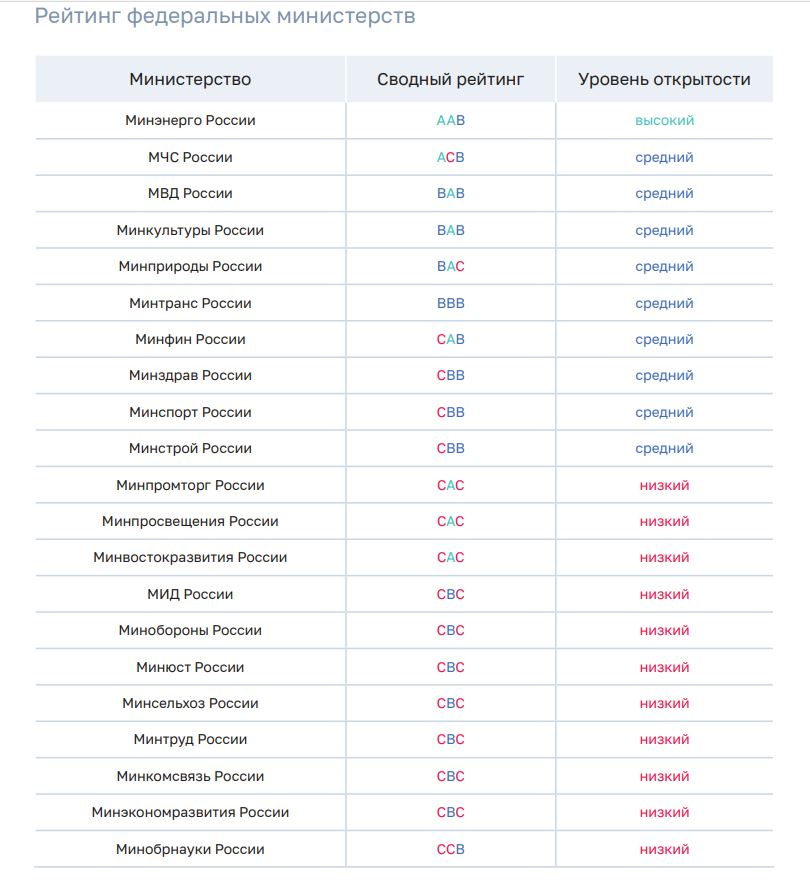 Рейтинг федеральных министерств
Министерство Сводный рейтинг Уровень открытости
Минэнерго России AAB высокий
МЧС России ACB средний
МВД России BAB средний
Минкультуры России BAB средний
Минприроды России BAC средний
Минтранс России BBB средний
Минфин России CAB средний
Минздрав России CBB средний
Минспорт России CBB средний
Минстрой России CBB средний
Минпромторг России CAC низкий
Минпросвещения России CAC низкий
Минвостокразвития России CAC низкий
МИД России CBC низкий
Минобороны России CBC низкий
Минюст России CBC низкий
Минсельхоз России CBC низкий
Минтруд России CBC низкий
Минкомсвязь России CBC низкий
Минэкономразвития России CBC низкий
Минобрнауки России CCB низкий